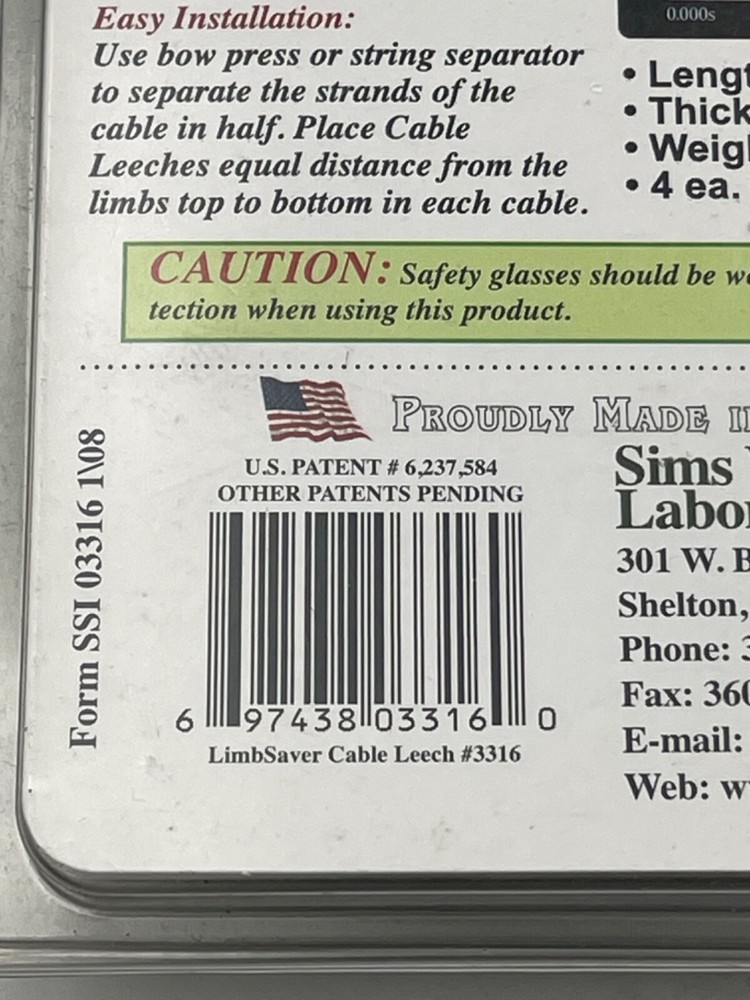 Easy Installation:
Use bow press or string separator
to separate the strands of the
cable in half. Place Cable
Leeches equal distance from the
limbs top to bottom in each cable.
0.000s
•
•
•
• 4 ea.
CAUTION: Safety glasses should be
tection when using this product.
PROUDLY MADE
U.S. PATENT # 6,237,584
OTHER PATENTS PENDING
6 97438 03316 0
LimbSaver Cable Leech #3316
Form SSI 03316 1\08
Sims
301 W.
Shelton,
Phone:
Fax: 360
E-mail:
Web: